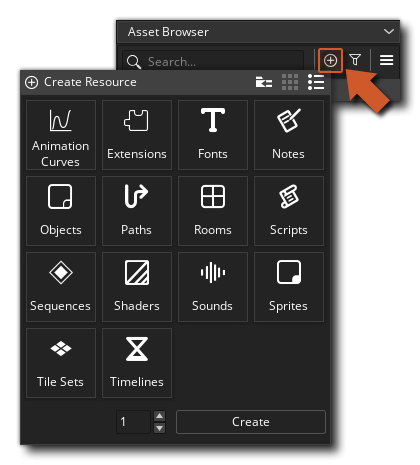 Asset Browser
Search...
Create Resource
Animation
Curves
Extensions
Fonts
Notes
Objects
Paths
Rooms
Scripts
Sequences
Shaders
Sounds
Sprites
Tile Sets
Timelines
1
Create